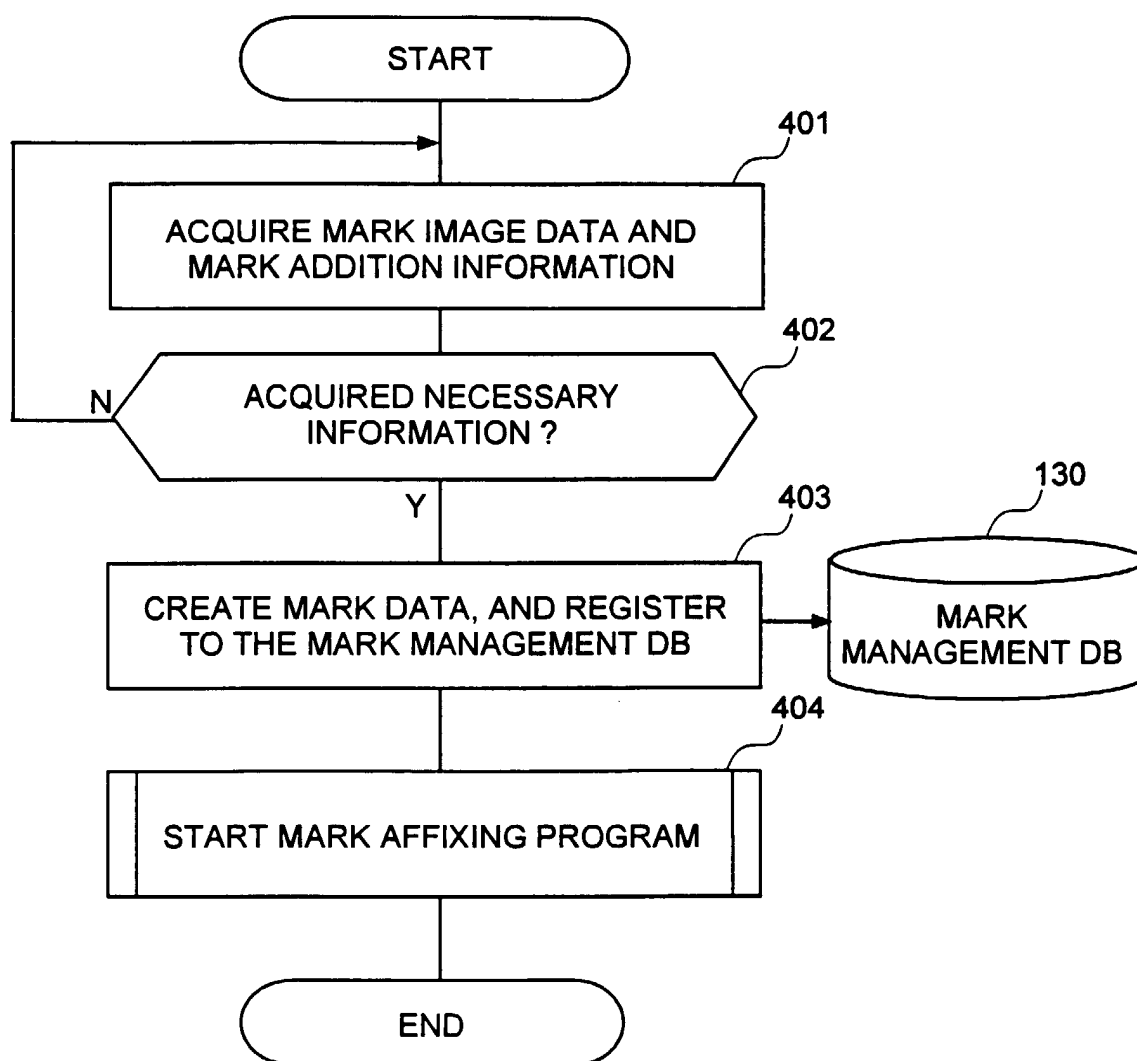 START
401
ACQUIRE MARK IMAGE DATA AND
MARK ADDITION INFORMATION
402
N
ACQUIRED NECESSARY
INFORMATION ?
Y
403
130
CREATE MARK DATA, AND REGISTER
TO THE MARK MANAGEMENT DB
MARK
MANAGEMENT DB
404
START MARK AFFIXING PROGRAM
END